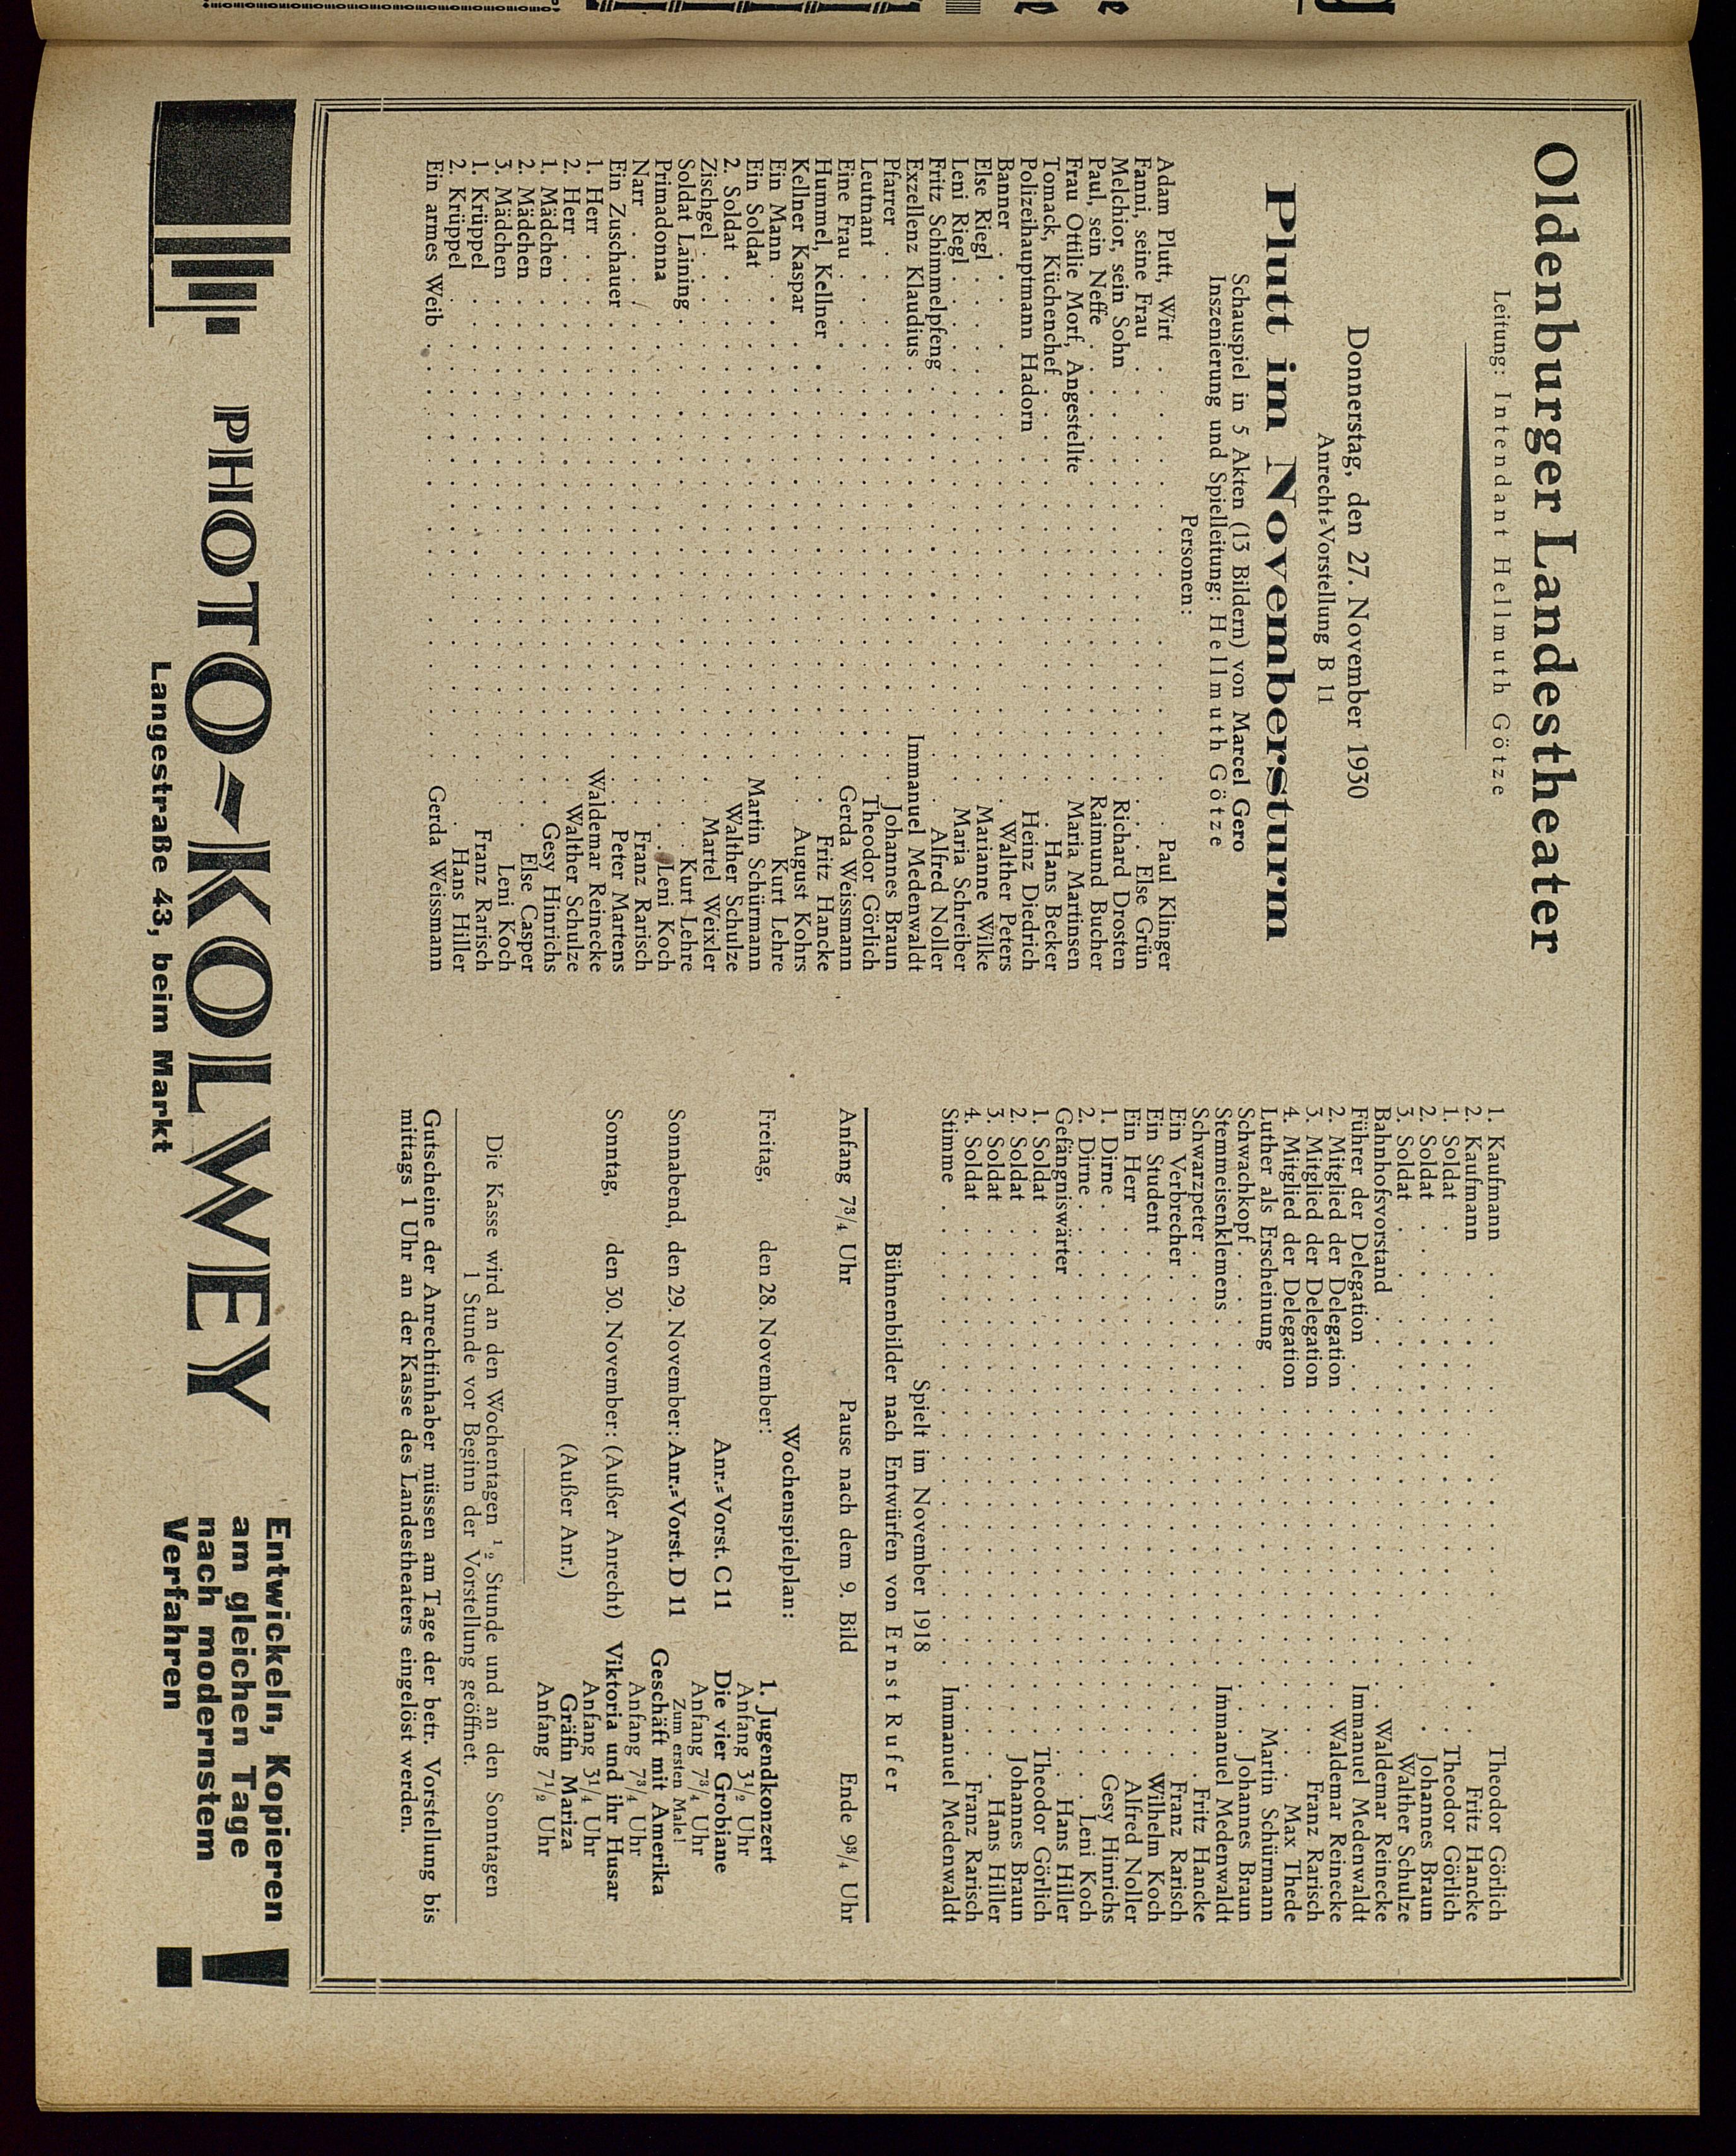 Oldenburger Landestheater
Leitung: Intendant Hellmuth Götze
Donnerstag, den 27. November 1930
Anrecht=Vorstellung B 11
Plutt im Novembersturm
Schauspiel in 5 Akten (13 Bildern) von Marcel Gero
Inszenierung und Spielleitung: Hellmuth Götze
Personen:
Adam Plutt, Wirt . . . . . . . . Paul Klinger
Fanni, seine Frau . . . . . . . . Else Grün
Melchior, sein Sohn . . . . . . . . Richard Drosten
Paul, sein Neffe . . . . . . . . Raimund Bucher
Frau Ottilie Morf, Angestellte . . . . . . . . Maria Martinsen
Tomack, Küchenchef . . . . . . . . Hans Becker
Polizeihauptmann Hadorn . . . . . . . . Heinz Diedrich
Banner . . . . . . . . Walther Peters
Else Riegl . . . . . . . . Marianne Wilke
Leni Riegl . . . . . . . . Maria Schreiber
Fritz Schimmelpfeng . . . . . . . . Alfred Noller
Exzellenz Klaudius . . . . . . . . Immanuel Medenwaldt
Pfarrer . . . . . . . . Johannes Braun
Leutnant . . . . . . . . Theodor Görlich
Eine Frau . . . . . . . . Gerda Weissmann
Hummel, Kellner . . . . . . . . Fritz Hancke
Kellner Kaspar . . . . . . . . August Kohrs
Ein Mann . . . . . . . . Kurt Lehre
Ein Soldat . . . . . . . . Martin Schürmann
2. Soldat . . . . . . . . Walther Schulze
Zischgel . . . . . . . . Martel Weixler
Soldat Laining . . . . . . . . Kurt Lehre
Primadonna . . . . . . . . Leni Koch
Narr . . . . . . . . Franz Rarisch
Ein Zuschauer . . . . . . . . Peter Martens
1. Herr . . . . . . . . Waldemar Reinecke
2. Herr . . . . . . . . Walther Schulze
1. Mädchen . . . . . . . . Gesy Hinrichs
2. Mädchen . . . . . . . . Else Casper
3. Mädchen . . . . . . . . Leni Koch
1. Krüppel . . . . . . . . Franz Rarisch
2. Krüppel . . . . . . . . Hans Hiller
Ein armes Weib . . . . . . . . Gerda Weissmann
1. Kaufmann . . . . . . . . Theodor Görlich
2. Kaufmann . . . . . . . . Fritz Hancke
1. Soldat . . . . . . . . Theodor Görlich
2. Soldat . . . . . . . . Johannes Braun
3. Soldat . . . . . . . . Walther Schulze
Bahnhofsvorstand . . . . . . . . Waldemar Reinecke
Führer der Delegation . . . . . . . . Immanuel Medenwaldt
2. Mitglied der Delegation . . . . . . . . Waldemar Reinecke
3. Mitglied der Delegation . . . . . . . . Franz Rarisch
4. Mitglied der Delegation . . . . . . . . Max Thede
Luther als Erscheinung . . . . . . . . Martin Schürmann
Schwachkopf . . . . . . . . Johannes Braun
Stemmeisenklemens . . . . . . . . Immanuel Medenwaldt
Schwarzpeter . . . . . . . . Fritz Hancke
Ein Verbrecher . . . . . . . . Franz Rarisch
Ein Student . . . . . . . . Wilhelm Koch
Ein Herr . . . . . . . . Alfred Noller
1. Dirne . . . . . . . . Gesy Hinrichs
2. Dirne . . . . . . . . Leni Koch
Gefängniswärter . . . . . . . . Hans Hiller
1. Soldat . . . . . . . . Theodor Görlich
2. Soldat . . . . . . . . Johannes Braun
3. Soldat . . . . . . . . Hans Hiller
4. Soldat . . . . . . . . Franz Rarisch
Stimme . . . . . . . . Immanuel Medenwaldt
Spielt im November 1918
Bühnenbilder nach Entwürfen von Ernst Rufer
Anfang 7¾ Uhr Pause nach dem 9. Bild Ende 9¾ Uhr
Wochenspielplan:
Freitag, den 28. November: 1. Jugendkonzert
Anfang 3½ Uhr
Anr.=Vorst. C 11 Die vier Grobiane
Anfang 7¾ Uhr
Zum ersten Male!
Sonnabend, den 29. November: Anr.=Vorst. D 11 Geschäft mit Amerika
Anfang 7¾ Uhr
Sonntag, den 30. November: (Außer Anrecht) Viktoria und ihr Husar
Anfang 3¼ Uhr
(Außer Anr.) Gräfin Mariza
Anfang 7½ Uhr
Die Kasse wird an den Wochentagen ½ Stunde und an den Sonntagen
1 Stunde vor Beginn der Vorstellung geöffnet.
Gutscheine der Anrechtinhaber müssen am Tage der betr. Vorstellung bis
mittags 1 Uhr an der Kasse des Landestheaters eingelöst werden.
PHOTO-KOLWEY
Langestraße 43, beim Markt
Entwickeln, Kopieren
am gleichen Tage
nach modernstem
Verfahren !